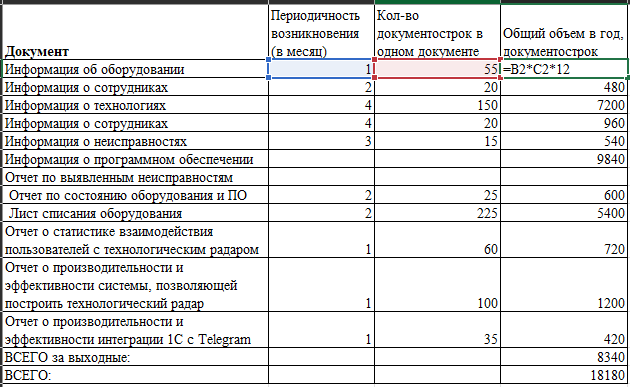 Документ
Периодичность
возникновения
(в месяц)
Кол-во
документострок в
одном документе
Общий объем в год,
документострок
Информация об оборудовании 1 55 =B2*C2*12
Информация о сотрудниках 2 20 480
Информация о технологиях 4 150 7200
Информация о сотрудниках 4 20 960
Информация о неисправностях 3 15 540
Информация о программном обеспечении 9840
Отчет по выявленным неисправностям
Отчет по состоянию оборудования и ПО 2 25 600
Лист списания оборудования 2 225 5400
Отчет о статистике взаимодействия
пользователей с технологическим радаром 1 60 720
Отчет о производительности и
эффективности системы, позволяющей
построить технологический радар 1 100 1200
Отчет о производительности и
эффективности интеграции 1С с Telegram 1 35 420
ВСЕГО за выходные: 8340
ВСЕГО: 18180